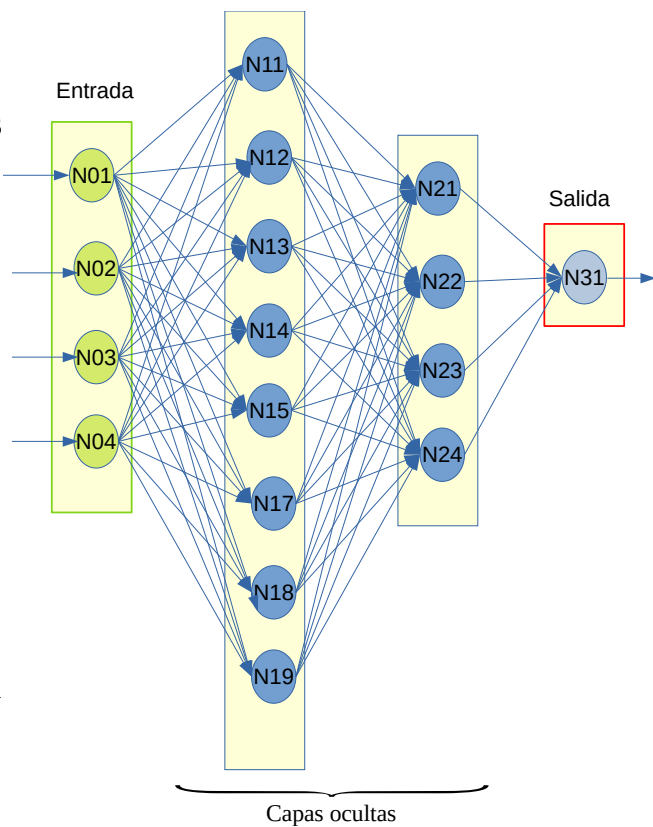 Entrada
N01
N02
N03
N04
N11
N12
N13
N14
N15
N17
N18
N19
N21
N22
N23
N24
Salida
N31
Capas ocultas